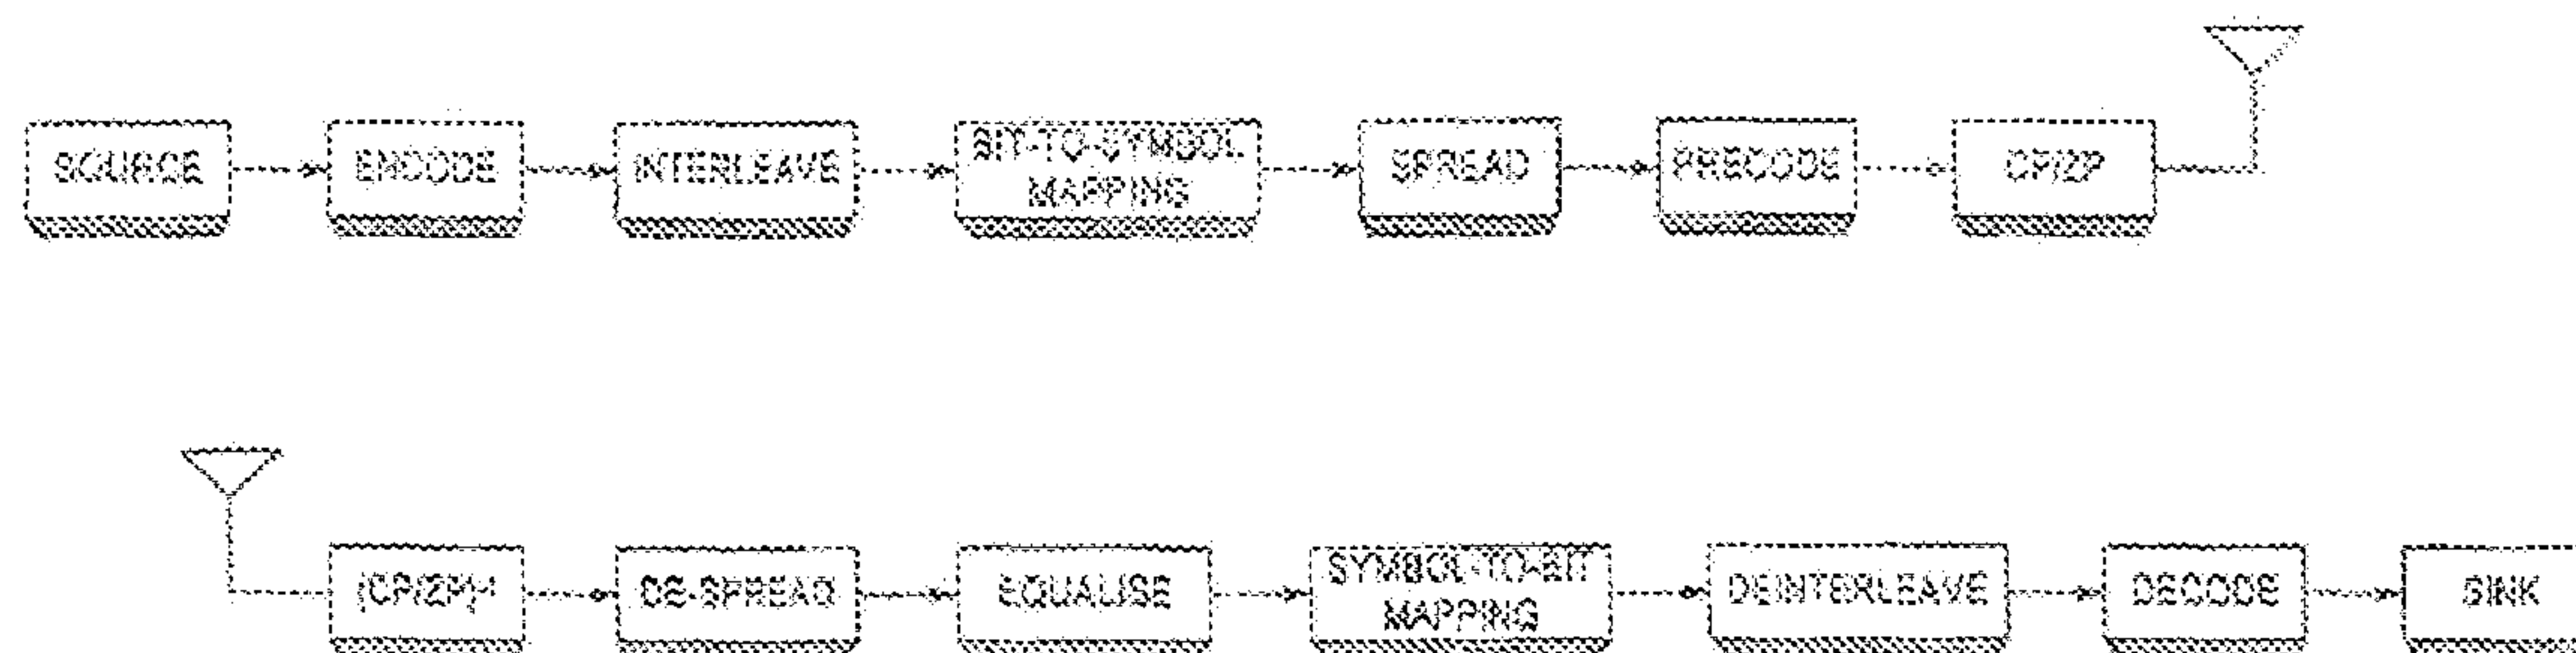 SOURCE
ENCODE
INTERLEAVE
BIT-TO-SYMBOL
MAPPING
SPREAD
PRECODE
CP/ZP
(CP/ZP)⁻¹
DE-SPREAD
EQUALISE
SYMBOL-TO-BIT
MAPPING
DEINTERLEAVE
DECODE
SINK